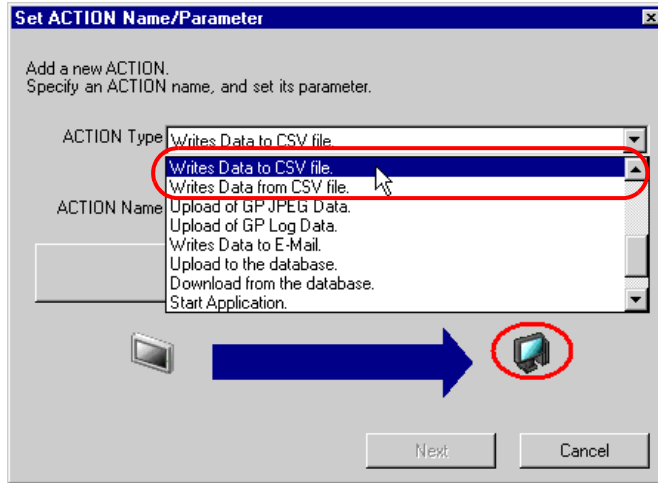 Set ACTION Name/Parameter
Add a new ACTION.
Specify an ACTION name, and set its parameter.
ACTION Type
Writes Data to CSV file.
Writes Data to CSV file.
Writes Data from CSV file.
ACTION Name
Upload of GP JPEG Data.
Upload of GP Log Data.
Writes Data to E-Mail.
Upload to the database.
Download from the database.
Start Application.
Next
Cancel